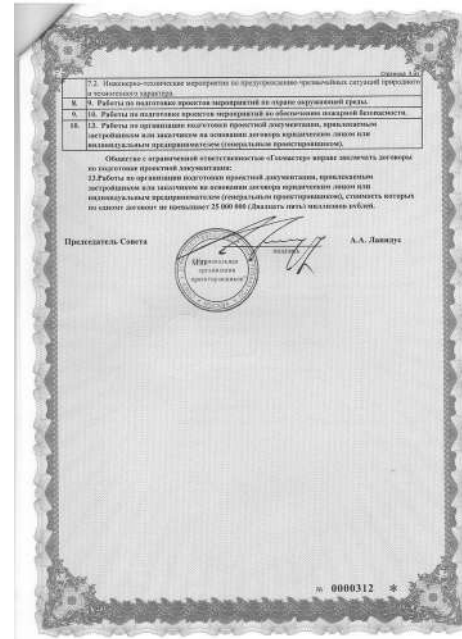 7.2. Инженерно-технические мероприятия по предупреждению чрезвычайных ситуаций природного
и техногенного характера
8. 9. Работы по подготовке проектов мероприятий по охране окружающей среды.
9. 10. Работы по подготовке проектов мероприятий по обеспечению пожарной безопасности.
10. 13. Работы по организации подготовки проектной документации, привлекаемым
застройщиком или заказчиком на основании договора юридическим лицом или
индивидуальным предпринимателем (генеральным проектировщиком).
Общество с ограниченной ответственностью «Геомастер» вправе заключать договоры
по подготовке проектной документации:
13.Работы по организации подготовки проектной документации, привлекаемым
застройщиком или заказчиком на основании договора юридическим лицом или
индивидуальным предпринимателем (генеральным проектировщиком), стоимость которых
по одному договору не превышает 25 000 000 (Двадцать пять) миллионов рублей.
Председатель Совета
подпись
А.А. Лапидус
организация
проектировщиков
№ 0000312 *